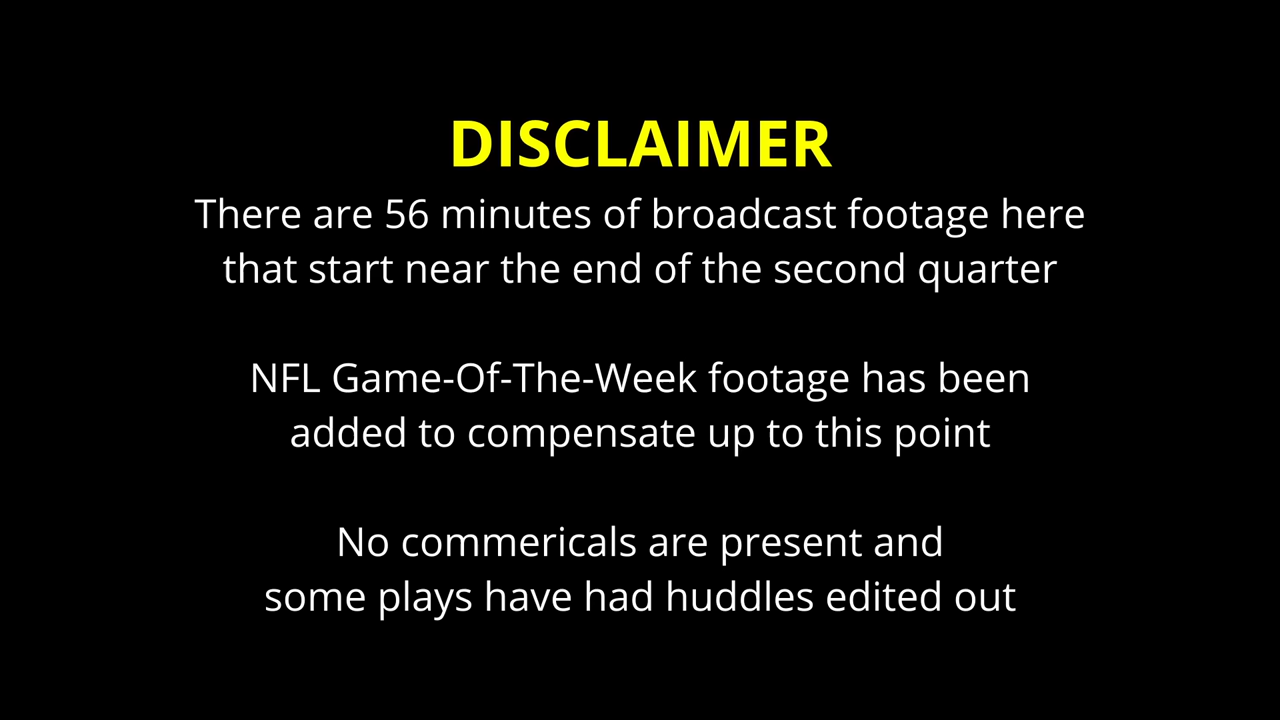 DISCLAIMER
There are 56 minutes of broadcast footage here
that start near the end of the second quarter
NFL Game-Of-The-Week footage has been
added to compensate up to this point
No commericals are present and
some plays have had huddles edited out